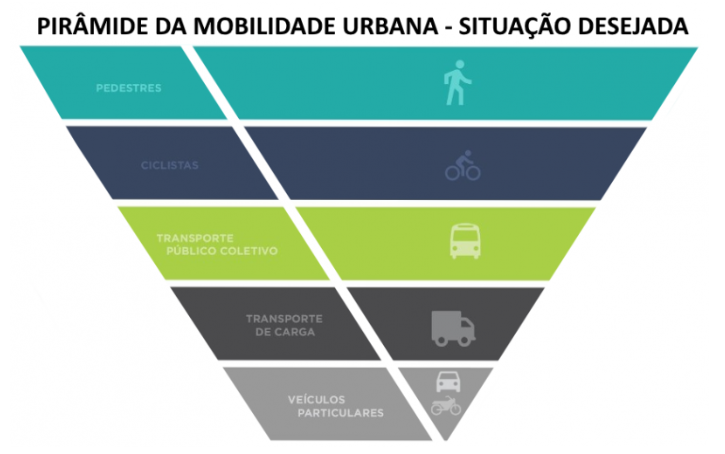 PIRÂMIDE DA MOBILIDADE URBANA - SITUAÇÃO DESEJADA
PEDESTRES
CICLISTAS
TRANSPORTE
PÚBLICO COLETIVO
TRANSPORTE
DE CARGA
VEÍCULOS
PARTICULARES